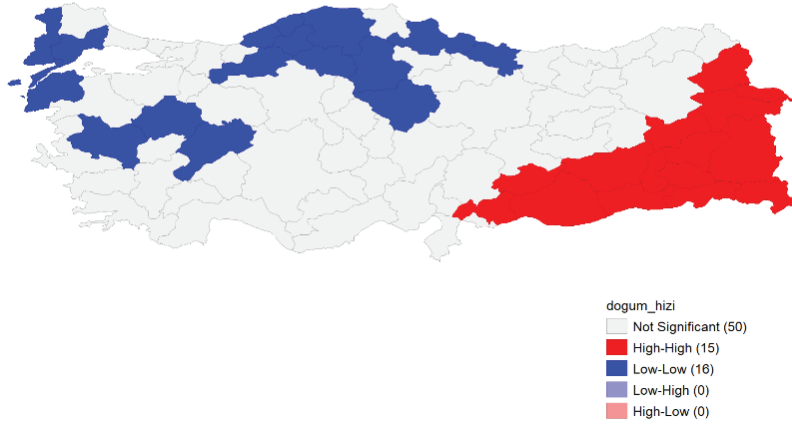 dogum_hizi
Not Significant (50)
High-High (15)
Low-Low (16)
Low-High (0)
High-Low (0)